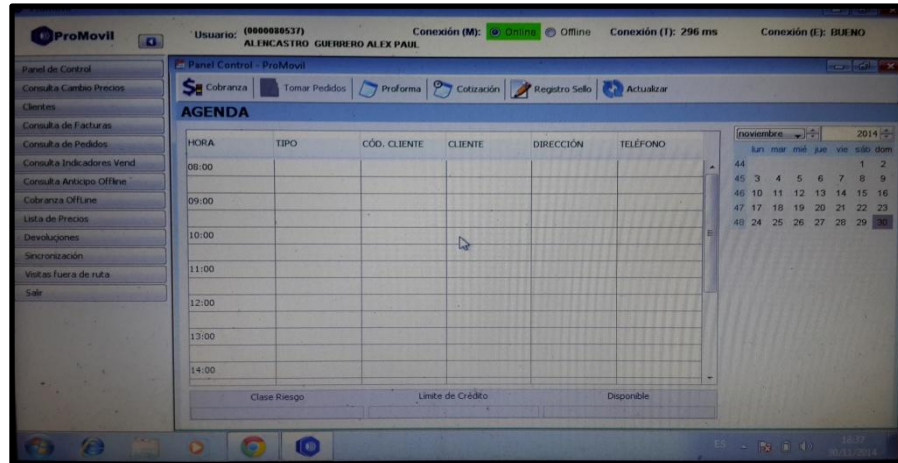 ProMovil
Usuario: (0000080537)
ALENCASTRO GUERRERO ALEX PAUL
Conexión (M): Online Offline
Conexión (T): 296 ms
Conexión (E): BUENO
Panel de Control
Consulta Cambio Precios
Clientes
Consulta de Facturas
Consulta de Pedidos
Consulta Indicadores Vend
Consulta Anticipo Offline
Cobranza OffLine
Lista de Precios
Devoluciones
Sincronización
Visitas fuera de ruta
Salir
Panel Control - ProMovil
Cobranza Tomar Pedidos Proforma Cotización Registro Sello Actualizar
AGENDA
HORA TIPO CÓD. CLIENTE CLIENTE DIRECCIÓN TELÉFONO
08:00
09:00
10:00
11:00
12:00
13:00
14:00
Clase Riesgo Limite de Crédito Disponible
noviembre 2014
lun mar mié jue vie sáb dom
44 1 2
45 3 4 5 6 7 8 9
46 10 11 12 13 14 15 16
47 17 18 19 20 21 22 23
48 24 25 26 27 28 29 30
ES
16:37
30/11/2014